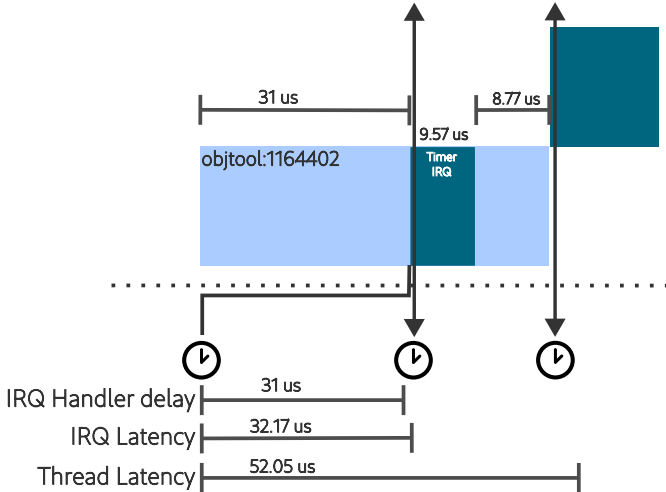 31 us
8.77 us
9.57 us
objtool:1164402
Timer
IRQ
IRQ Handler delay
31 us
IRQ Latency
32.17 us
Thread Latency
52.05 us